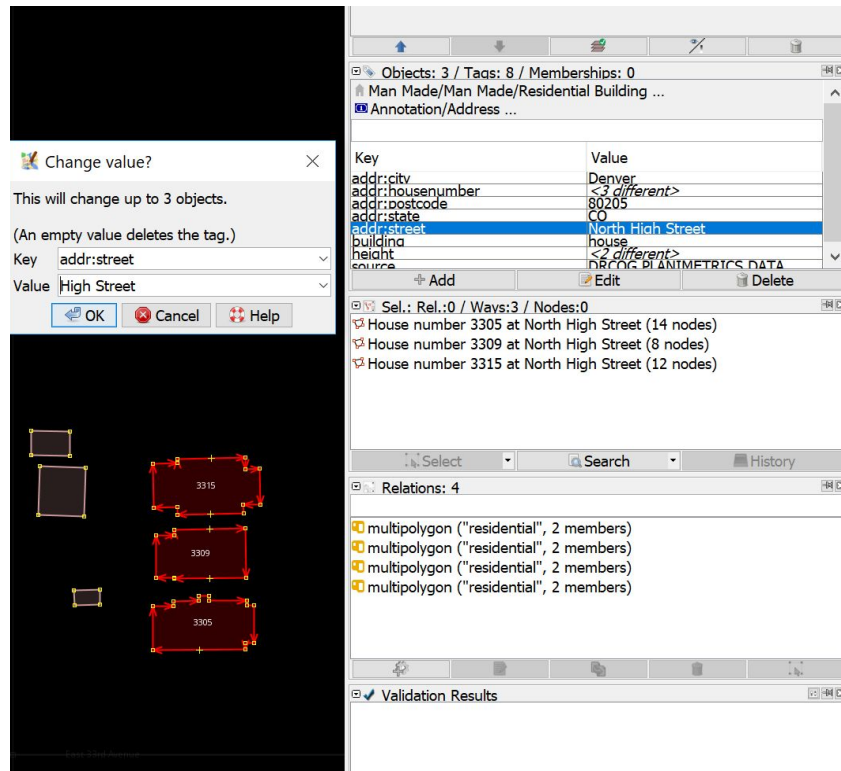 Objects: 3 / Tags: 8 / Memberships: 0
Man Made/Man Made/Residential Building ...
Annotation/Address ...
Key Value
addr:city Denver
addr:housenumber <3 different>
addr:postcode 80205
addr:state CO
addr:street North High Street
building house
height <2 different>
source DRCOG PLANIMETRICS DATA
Add Edit Delete
Change value?
This will change up to 3 objects.
(An empty value deletes the tag.)
Key addr:street
Value High Street
OK Cancel Help
Sel.: Rel.:0 / Ways:3 / Nodes:0
House number 3305 at North High Street (14 nodes)
House number 3309 at North High Street (8 nodes)
House number 3315 at North High Street (12 nodes)
Select Search History
Relations: 4
multipolygon ("residential", 2 members)
multipolygon ("residential", 2 members)
multipolygon ("residential", 2 members)
multipolygon ("residential", 2 members)
Validation Results
3315
3309
3305
East 33rd Avenue